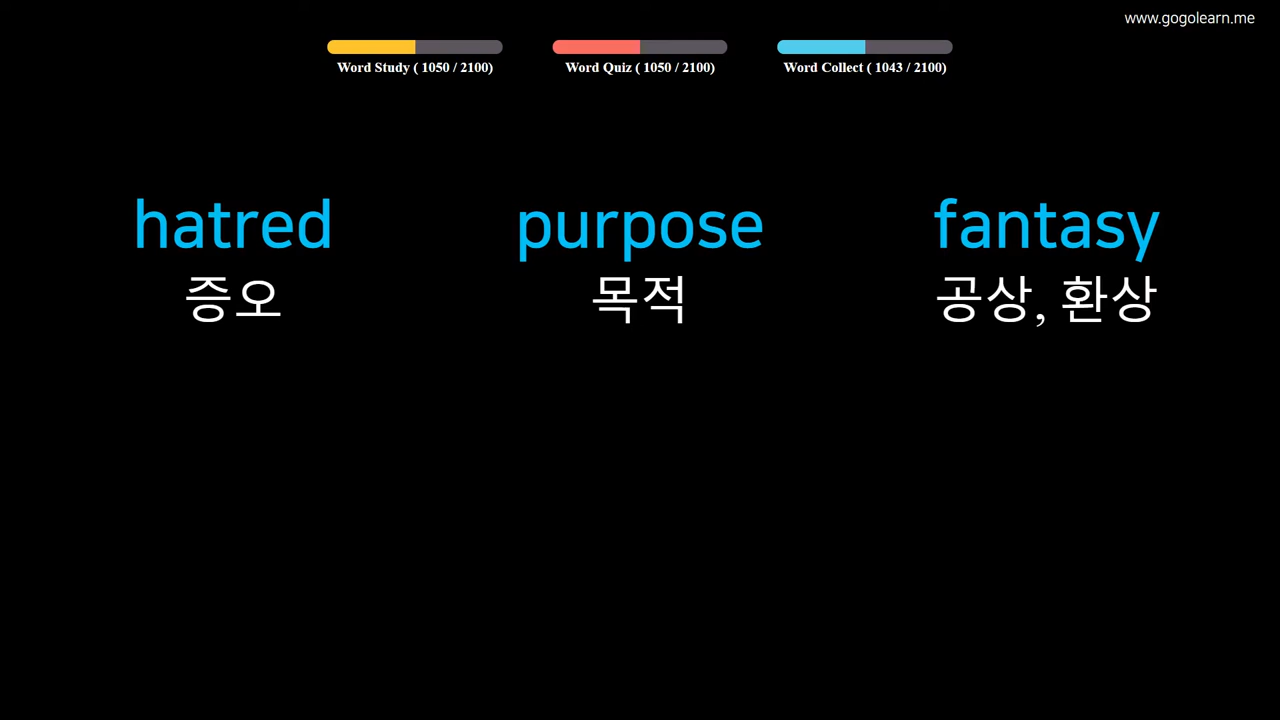 www.gogolearn.me
Word Study ( 1050 / 2100)
Word Quiz ( 1050 / 2100)
Word Collect ( 1043 / 2100)
hatred
증오
purpose
목적
fantasy
공상, 환상